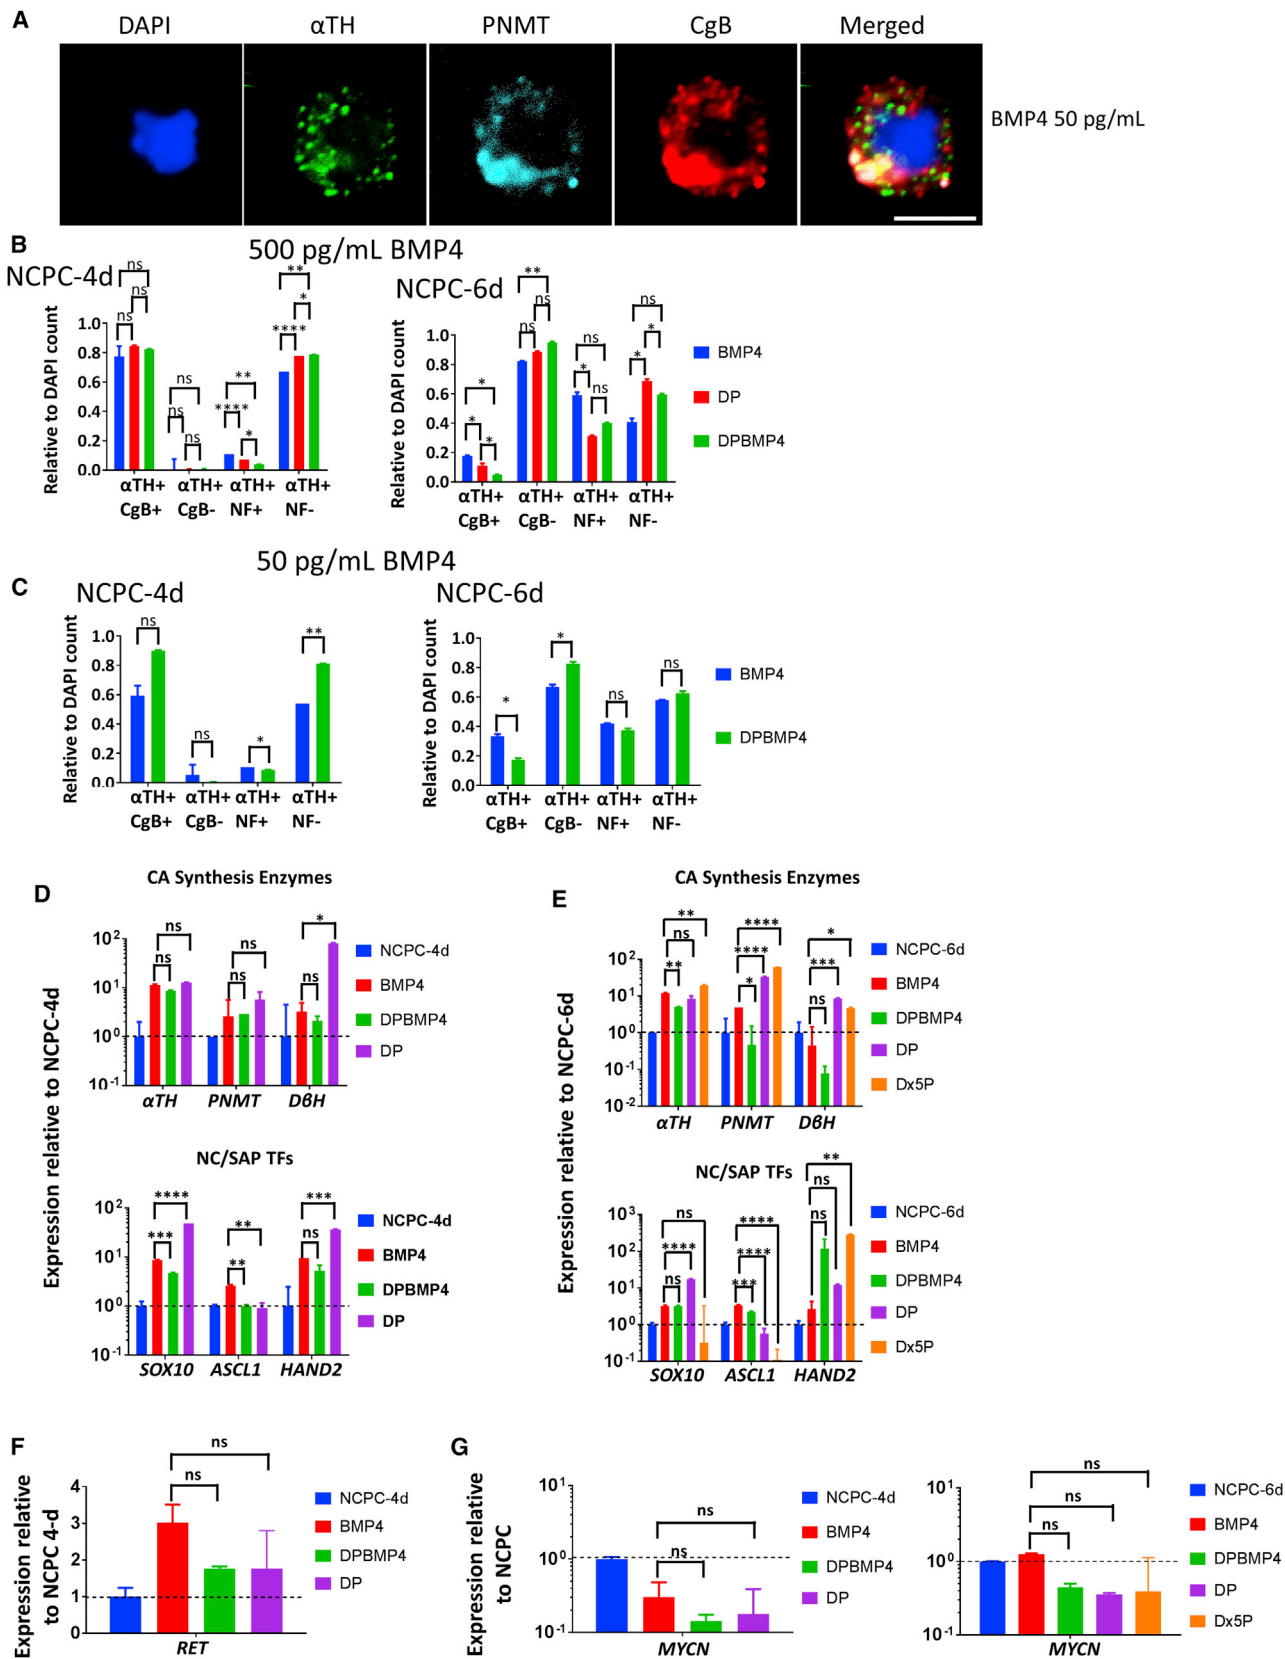 A
DAPI
αTH
PNMT
CgB
Merged
BMP4 50 pg/mL
B
500 pg/mL BMP4
NCPC-4d
Relative to DAPI count
1.0
0.8
0.6
0.4
0.2
0.0
ns
ns
ns
ns
ns
ns
**
****
*
**
****
*
αTH+ αTH+ αTH+ αTH+
CgB+ CgB- NF+ NF-
NCPC-6d
Relative to DAPI count
1.0
0.8
0.6
0.4
0.2
0.0
*
*
*
**
ns
ns
ns
*
ns
ns
*
*
αTH+ αTH+ αTH+ αTH+
CgB+ CgB- NF+ NF-
BMP4
DP
DPBMP4
50 pg/mL BMP4
C
NCPC-4d
Relative to DAPI count
1.0
0.8
0.6
0.4
0.2
0.0
ns
ns
*
**
αTH+ αTH+ αTH+ αTH+
CgB+ CgB- NF+ NF-
NCPC-6d
Relative to DAPI count
1.0
0.8
0.6
0.4
0.2
0.0
*
*
ns
ns
αTH+ αTH+ αTH+ αTH+
CgB+ CgB- NF+ NF-
BMP4
DPBMP4
D
CA Synthesis Enzymes
Expression relative to NCPC-4d
10²
10¹
10⁰
10⁻¹
ns
ns
ns
ns
*
ns
αTH PNMT DβH
NCPC-4d
BMP4
DPBMP4
DP
NC/SAP TFs
10²
10¹
10⁰
10⁻¹
****
***
**
**
***
ns
SOX10 ASCL1 HAND2
NCPC-4d
BMP4
DPBMP4
DP
E
CA Synthesis Enzymes
Expression relative to NCPC-6d
10²
10¹
10⁰
10⁻¹
10⁻²
**
ns
**
****
****
*
*
***
ns
αTH PNMT DβH
NCPC-6d
BMP4
DPBMP4
DP
Dx5P
NC/SAP TFs
10³
10²
10¹
10⁰
10⁻¹
ns
****
ns
****
****
***
**
ns
ns
SOX10 ASCL1 HAND2
NCPC-6d
BMP4
DPBMP4
DP
Dx5P
F
Expression relative
to NCPC 4-d
4
3
2
1
0
ns
ns
RET
NCPC-4d
BMP4
DPBMP4
DP
G
Expression relative
to NCPC
10¹
10⁰
10⁻¹
ns
ns
MYCN
NCPC-4d
BMP4
DPBMP4
DP
10¹
10⁰
10⁻¹
ns
ns
ns
MYCN
NCPC-6d
BMP4
DPBMP4
DP
Dx5P